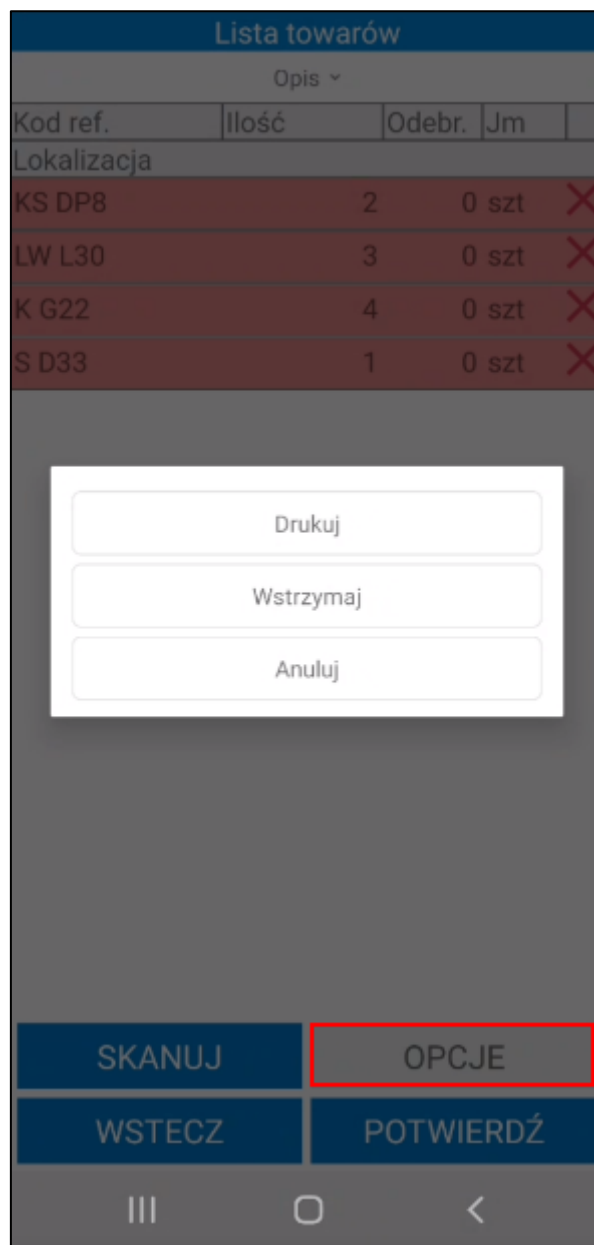 Lista towarów
Opis
Kod ref. Ilość Odebr. Jm
Lokalizacja
KS DP8 2 0 szt
LW L30 3 0 szt
K G22 4 0 szt
S D33 1 0 szt
Drukuj
Wstrzymaj
Anuluj
SKANUJ OPCJE
WSTECZ POTWIERDŹ